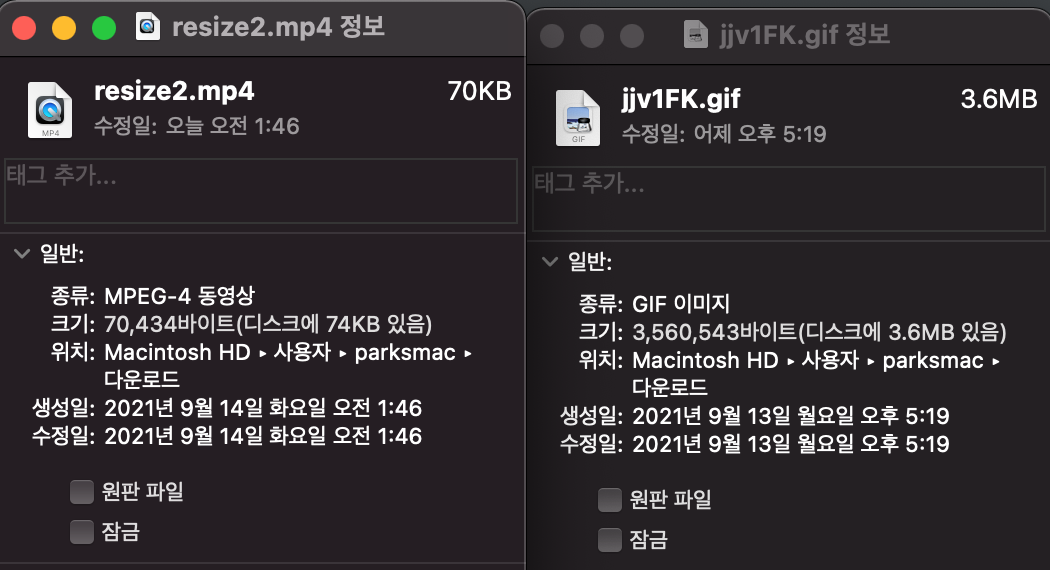 resize2.mp4 정보
MP4
resize2.mp4
70KB
수정일: 오늘 오전 1:46
태그 추가...
일반:
종류: MPEG-4 동영상
크기: 70,434바이트(디스크에 74KB 있음)
위치: Macintosh HD ▸ 사용자 ▸ parksmac ▸
다운로드
생성일: 2021년 9월 14일 화요일 오전 1:46
수정일: 2021년 9월 14일 화요일 오전 1:46
원판 파일
잠금
jjv1FK.gif 정보
GIF
jjv1FK.gif
3.6MB
수정일: 어제 오후 5:19
태그 추가...
일반:
종류: GIF 이미지
크기: 3,560,543바이트(디스크에 3.6MB 있음)
위치: Macintosh HD ▸ 사용자 ▸ parksmac ▸
다운로드
생성일: 2021년 9월 13일 월요일 오후 5:19
수정일: 2021년 9월 13일 월요일 오후 5:19
원판 파일
잠금